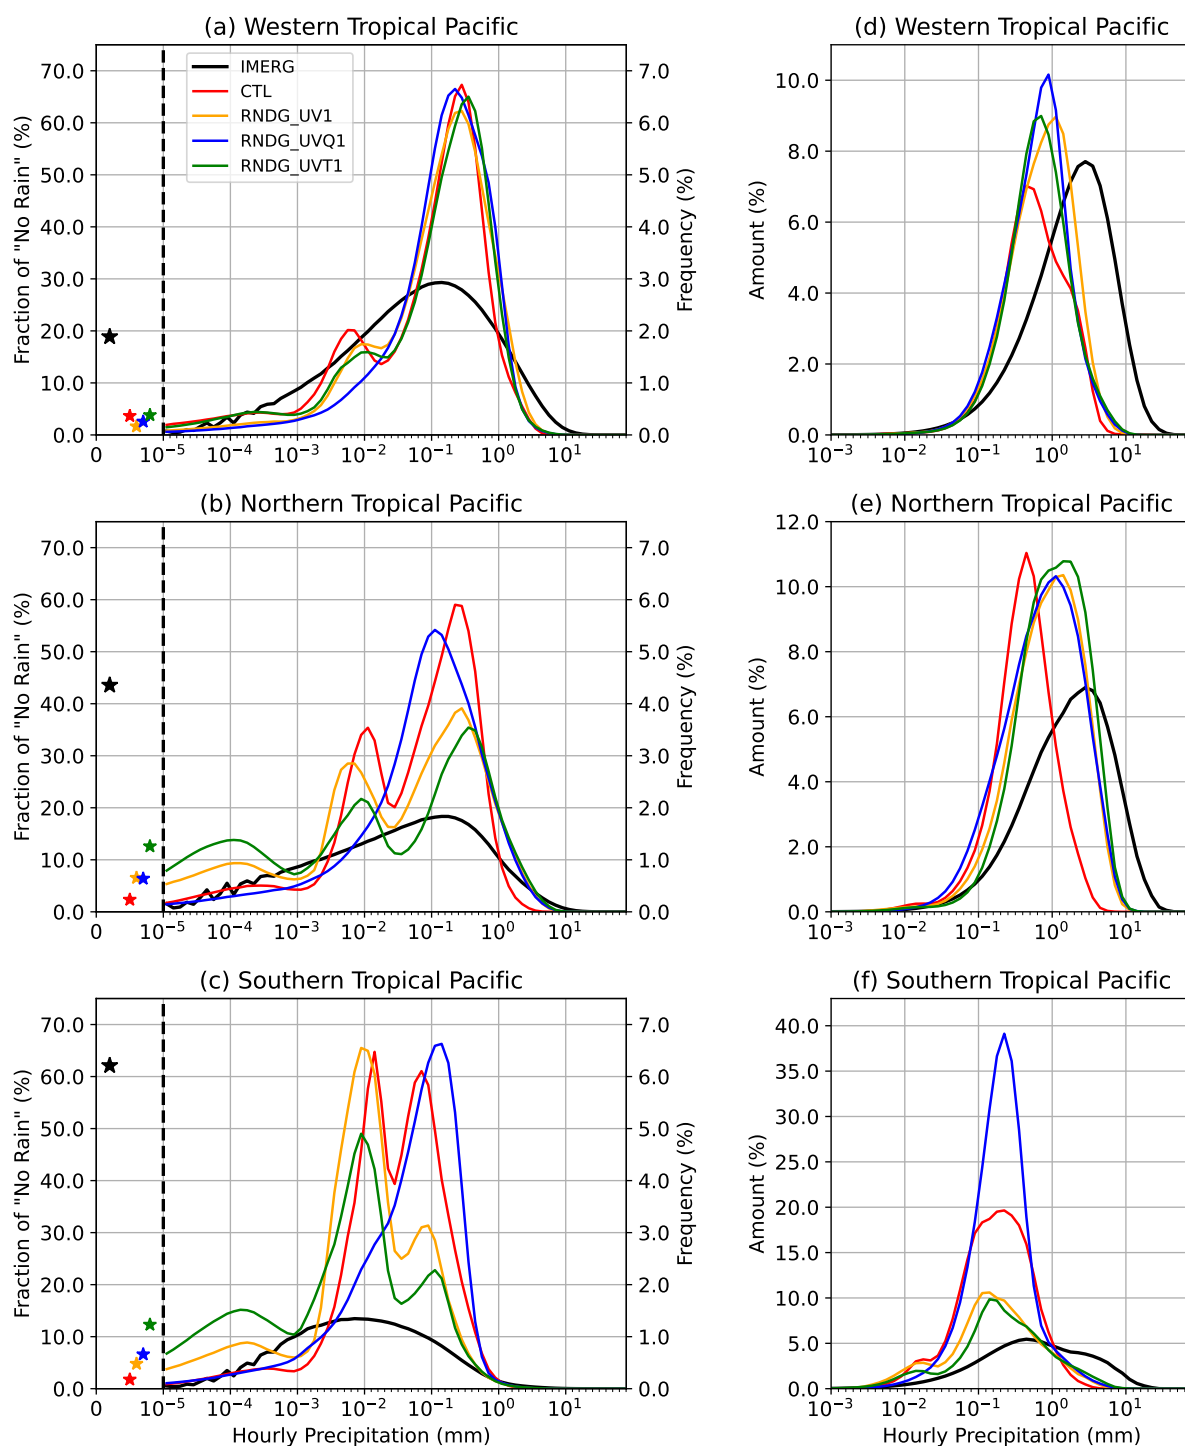 (a) Western Tropical Pacific
70.0
60.0
50.0
40.0
30.0
20.0
10.0
0.0
Fraction of "No Rain" (%)
IMERG
CTL
RNDG_UV1
RNDG_UVQ1
RNDG_UVT1
7.0
6.0
5.0
4.0
3.0
2.0
1.0
0.0
Frequency (%)
0 10⁻⁵ 10⁻⁴ 10⁻³ 10⁻² 10⁻¹ 10⁰ 10¹
(d) Western Tropical Pacific
10.0
8.0
6.0
4.0
2.0
0.0
Amount (%)
10⁻³ 10⁻² 10⁻¹ 10⁰ 10¹
(b) Northern Tropical Pacific
70.0
60.0
50.0
40.0
30.0
20.0
10.0
0.0
Fraction of "No Rain" (%)
7.0
6.0
5.0
4.0
3.0
2.0
1.0
0.0
Frequency (%)
0 10⁻⁵ 10⁻⁴ 10⁻³ 10⁻² 10⁻¹ 10⁰ 10¹
(e) Northern Tropical Pacific
12.0
10.0
8.0
6.0
4.0
2.0
0.0
Amount (%)
10⁻³ 10⁻² 10⁻¹ 10⁰ 10¹
(c) Southern Tropical Pacific
70.0
60.0
50.0
40.0
30.0
20.0
10.0
0.0
Fraction of "No Rain" (%)
7.0
6.0
5.0
4.0
3.0
2.0
1.0
0.0
Frequency (%)
0 10⁻⁵ 10⁻⁴ 10⁻³ 10⁻² 10⁻¹ 10⁰ 10¹
Hourly Precipitation (mm)
(f) Southern Tropical Pacific
40.0
35.0
30.0
25.0
20.0
15.0
10.0
5.0
0.0
Amount (%)
10⁻³ 10⁻² 10⁻¹ 10⁰ 10¹
Hourly Precipitation (mm)